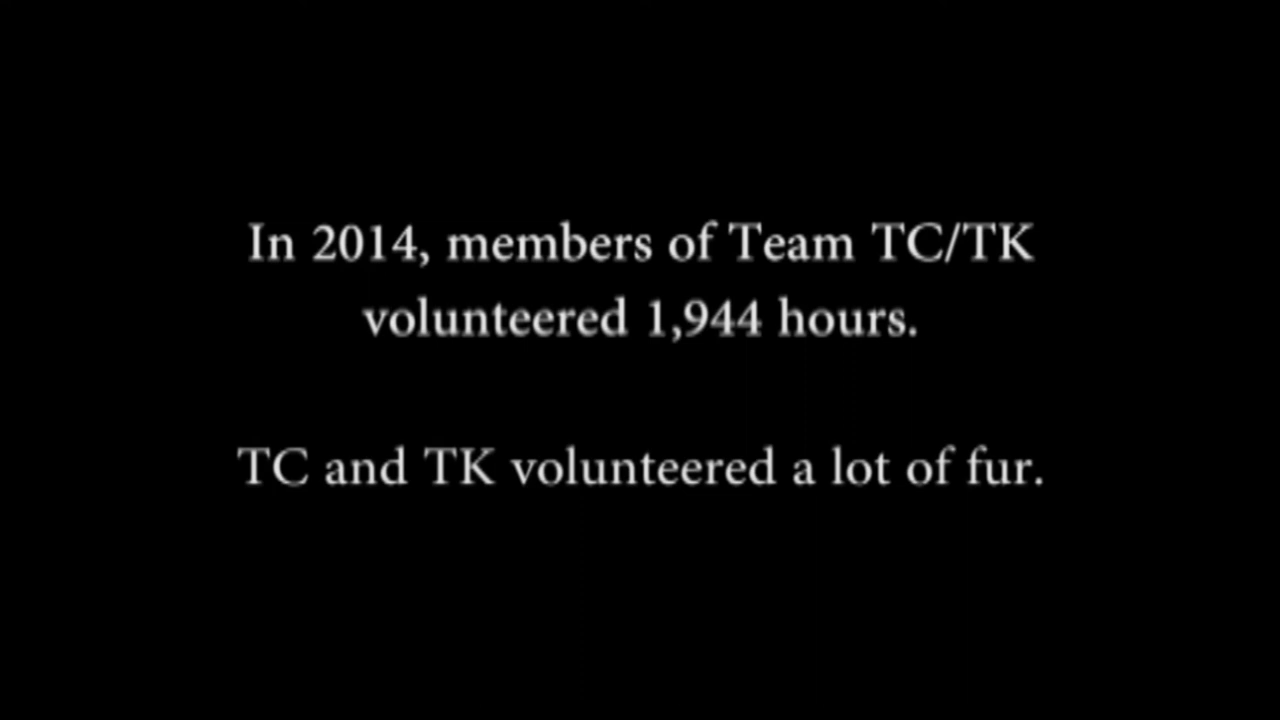 In 2014, members of Team TC/TK
volunteered 1,944 hours.
TC and TK volunteered a lot of fur.